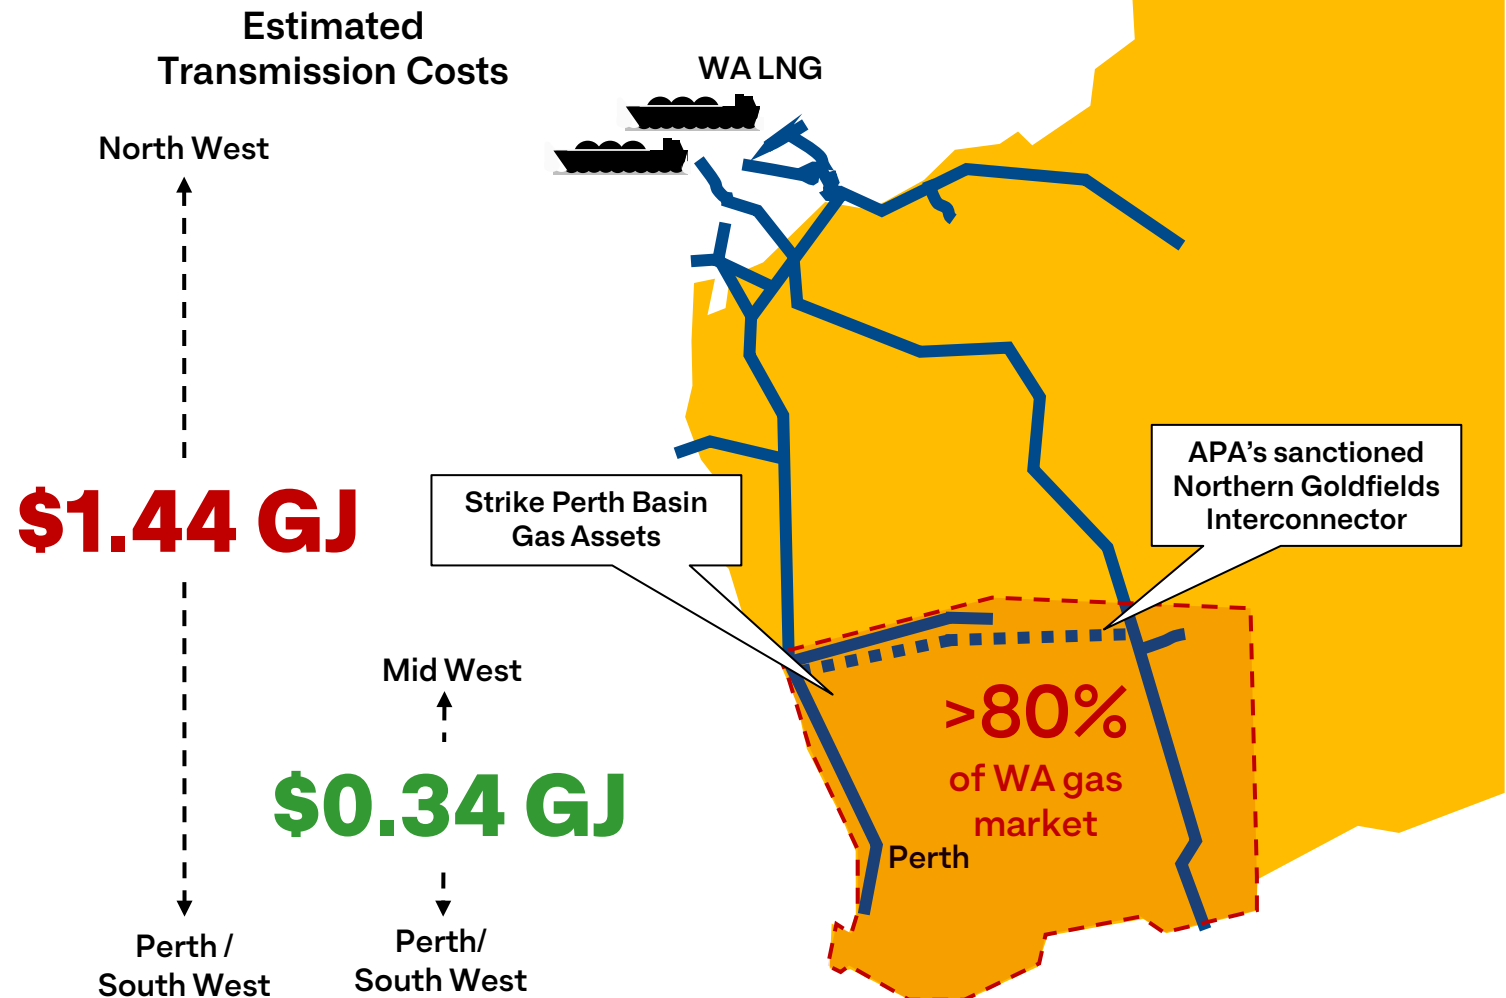 Estimated
Transmission Costs
WA LNG
North West
APA’s sanctioned
Northern Goldfields
Interconnector
Strike Perth Basin
Gas Assets
$1.44 GJ
Mid West
>80%
of WA gas
market
$0.34 GJ
Perth
Perth /
South West
Perth/
South West